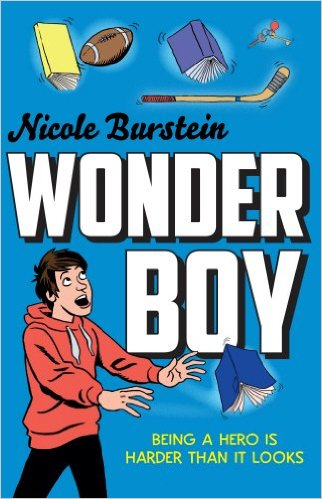 Nicole Burstein
WONDER
BOY
BEING A HERO IS
HARDER THAN IT LOOKS